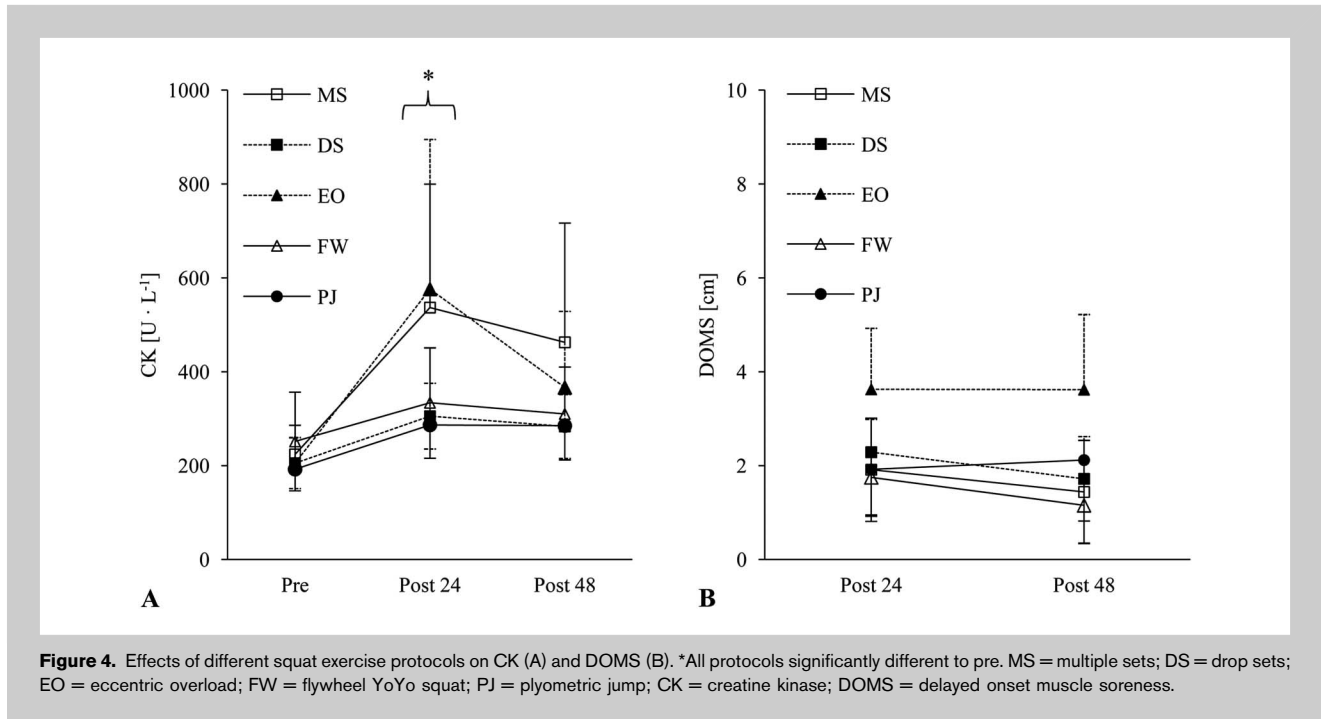 *
1000
800
600
400
200
0
CK [U · L-1]
MS
DS
EO
FW
PJ
Pre
Post 24
Post 48
A
10
8
6
4
2
0
DOMS [cm]
MS
DS
EO
FW
PJ
Post 24
Post 48
B
Figure 4. Effects of different squat exercise protocols on CK (A) and DOMS (B). *All protocols significantly different to pre. MS = multiple sets; DS = drop sets;
EO = eccentric overload; FW = flywheel YoYo squat; PJ = plyometric jump; CK = creatine kinase; DOMS = delayed onset muscle soreness.